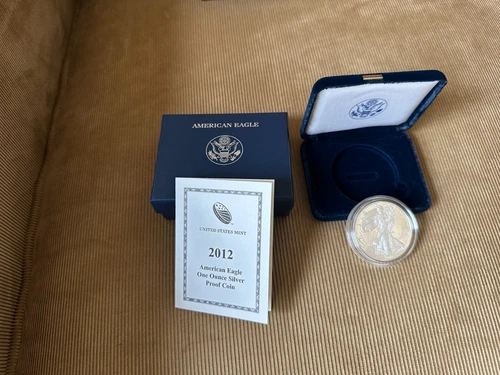 AMERICAN EAGLE
UNITED STATES MINT
2012
American Eagle
One Ounce Silver
Proof Coin